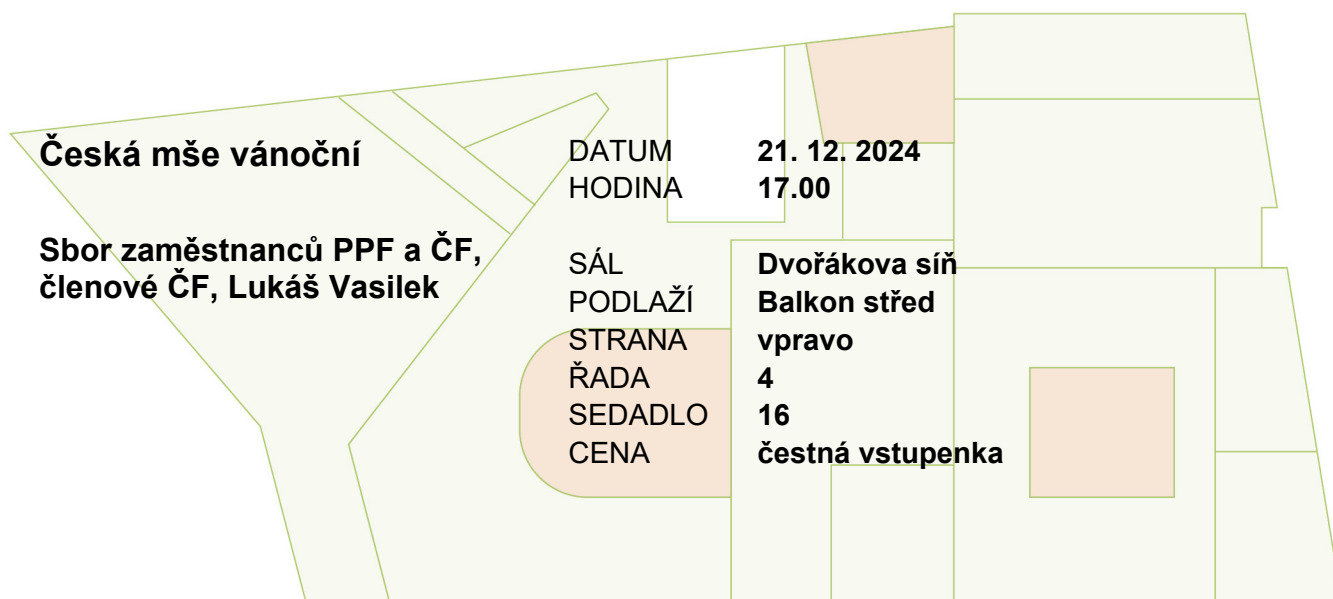 Česká mše vánoční
Sbor zaměstnanců PPF a ČF,
členové ČF, Lukáš Vasilek
DATUM 21. 12. 2024
HODINA 17.00
SÁL Dvořákova síň
PODLAŽÍ Balkon střed
STRANA vpravo
ŘADA 4
SEDADLO 16
CENA čestná vstupenka